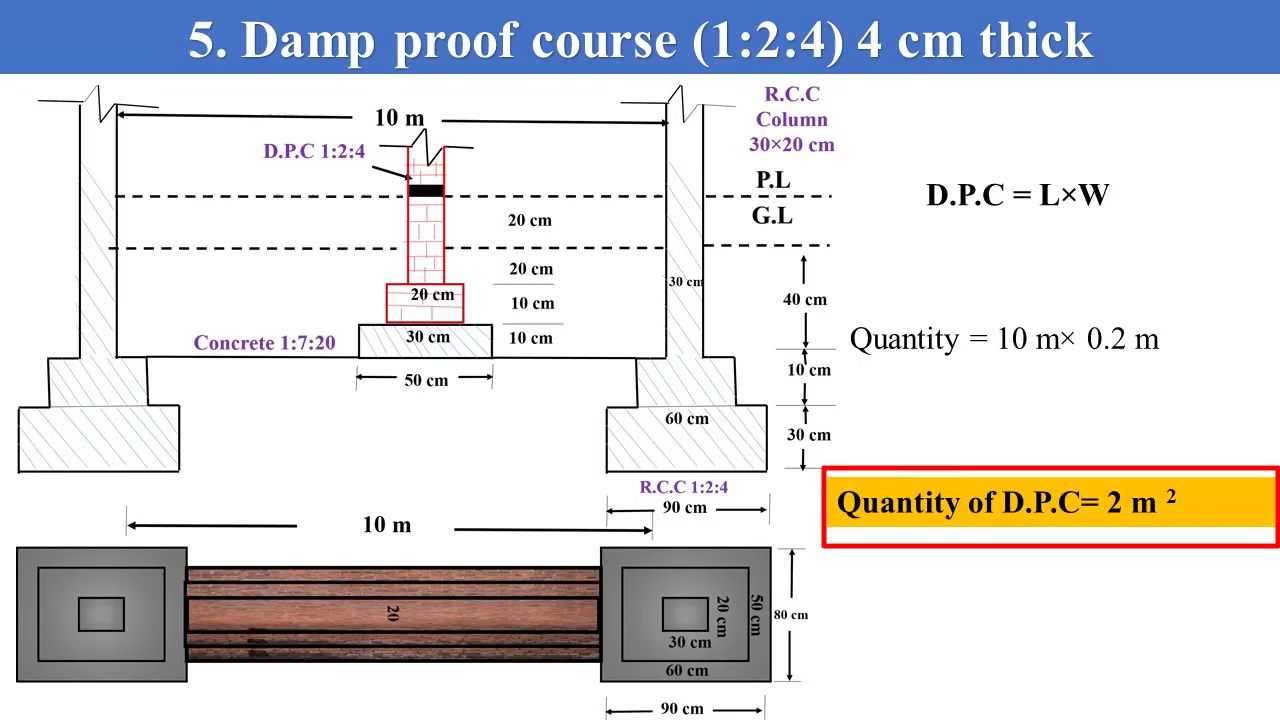 5. Damp proof course (1:2:4) 4 cm thick
R.C.C
Column
30×20 cm
10 m
D.P.C 1:2:4
P.L
G.L
D.P.C = L×W
20 cm
20 cm
30 cm
20 cm
10 cm
40 cm
Concrete 1:7:20
30 cm
10 cm
Quantity = 10 m× 0.2 m
10 cm
50 cm
60 cm
30 cm
R.C.C 1:2:4
90 cm
Quantity of D.P.C= 2 m ²
10 m
20
20 cm
50 cm
80 cm
30 cm
60 cm
90 cm